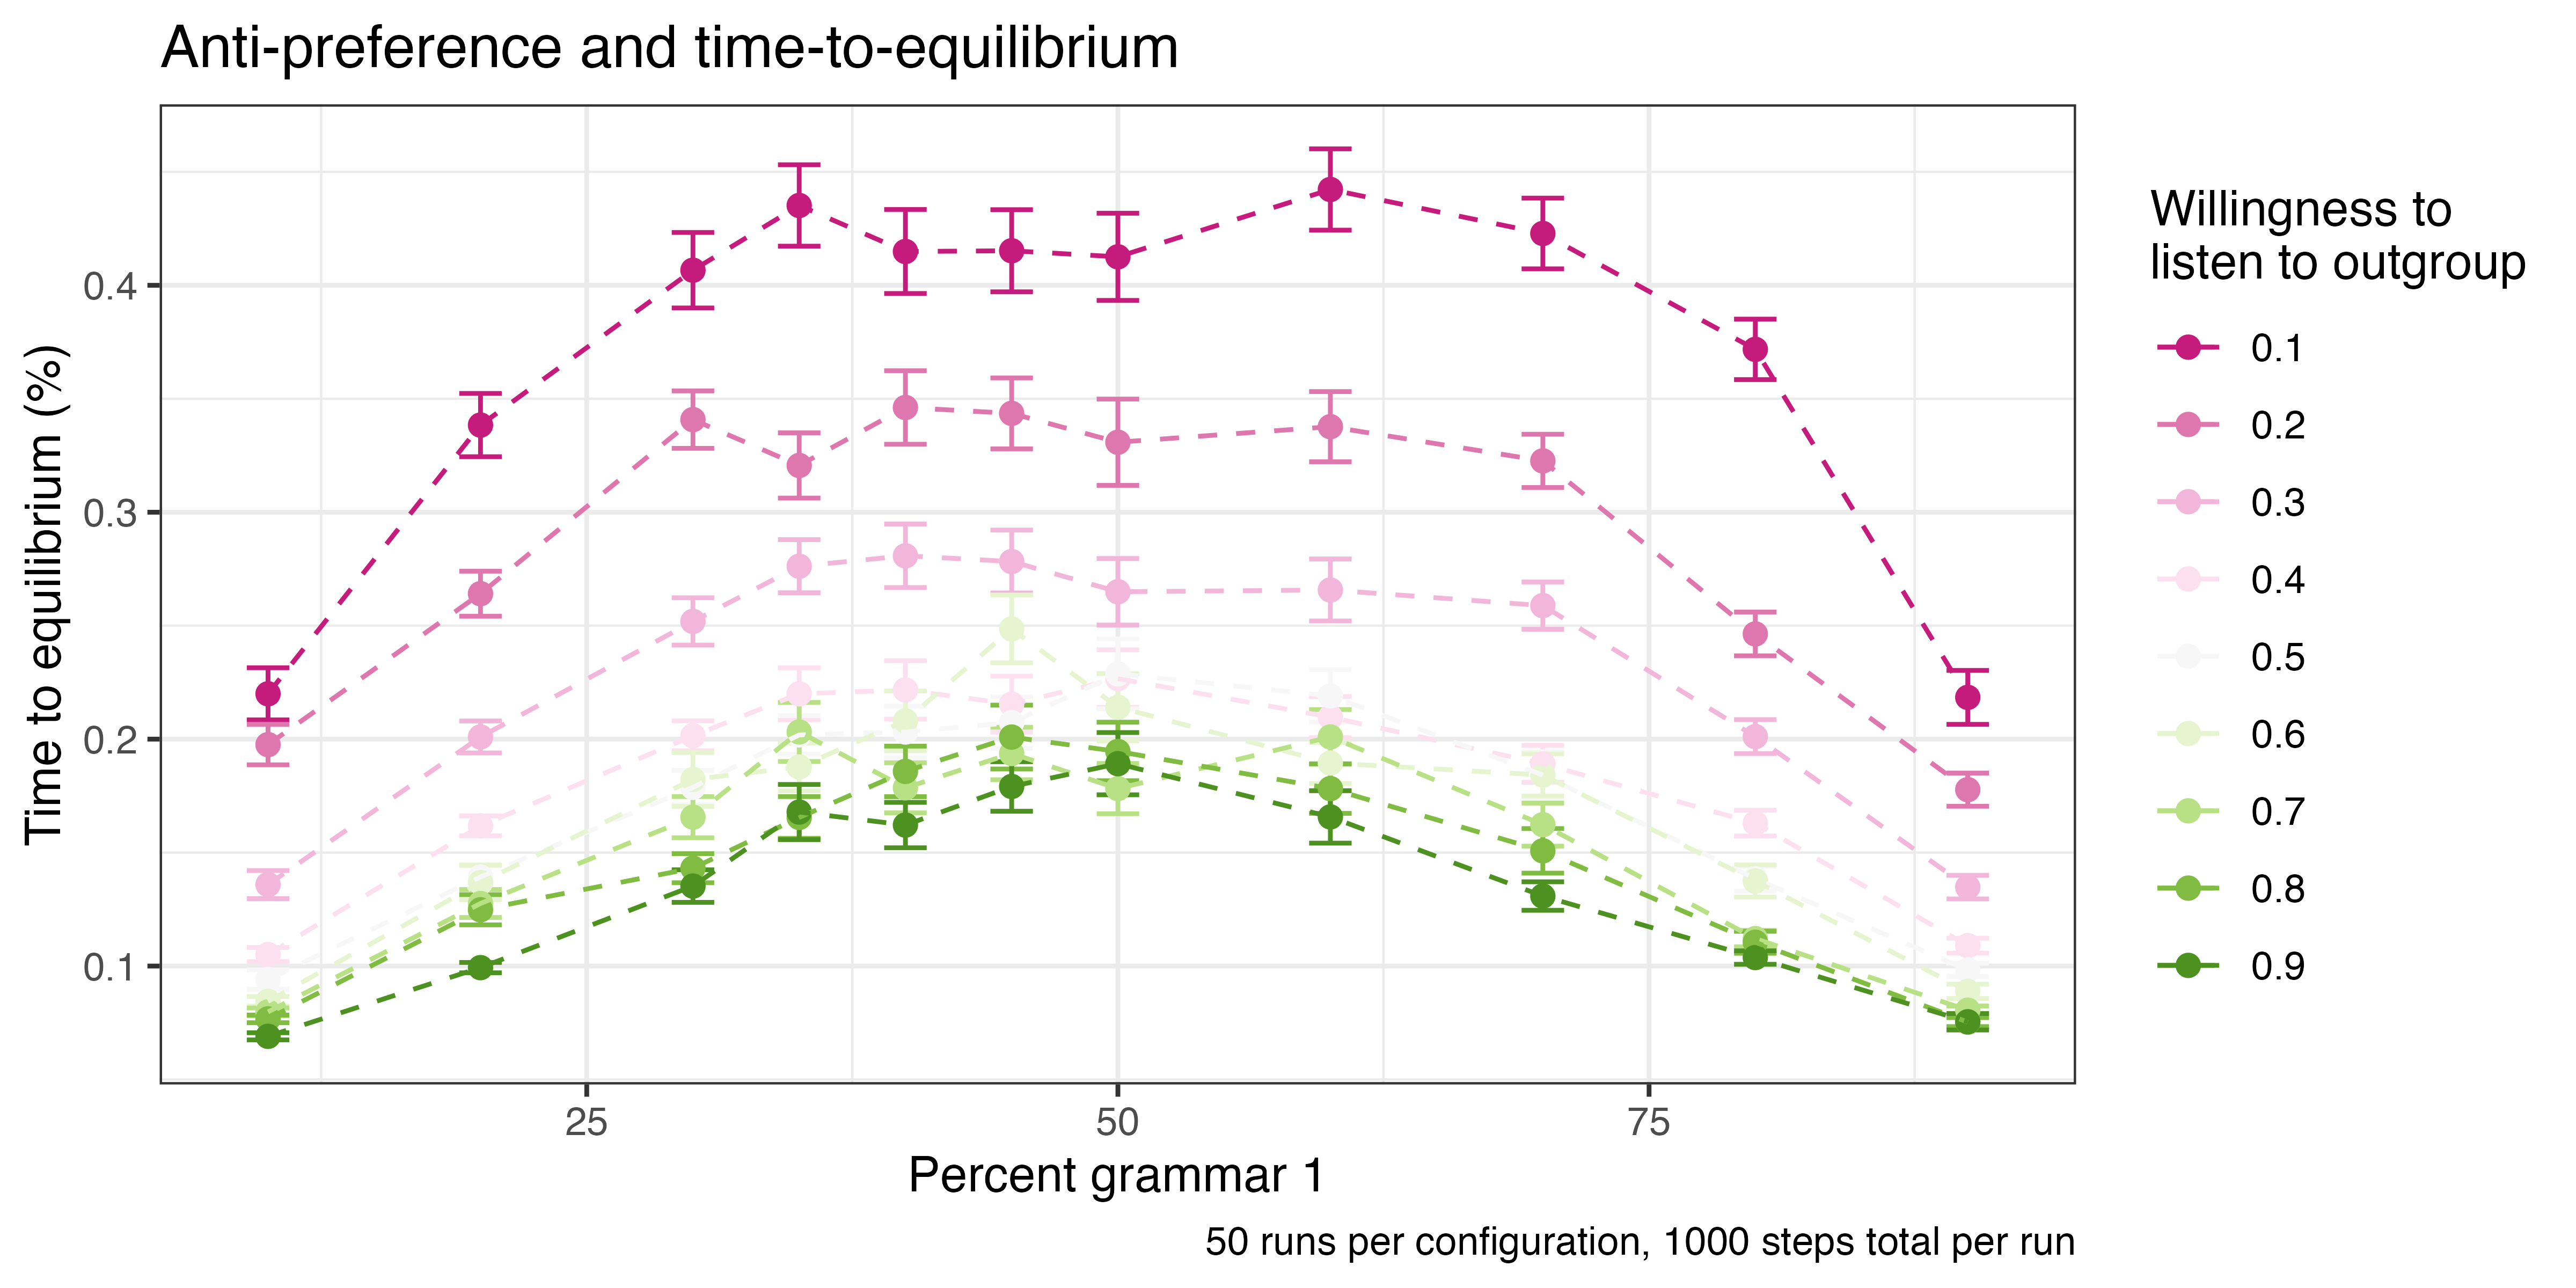 Anti-preference and time-to-equilibrium
Time to equilibrium (%)
0.4
0.3
0.2
0.1
25
50
75
Percent grammar 1
50 runs per configuration, 1000 steps total per run
Willingness to
listen to outgroup
0.1
0.2
0.3
0.4
0.5
0.6
0.7
0.8
0.9